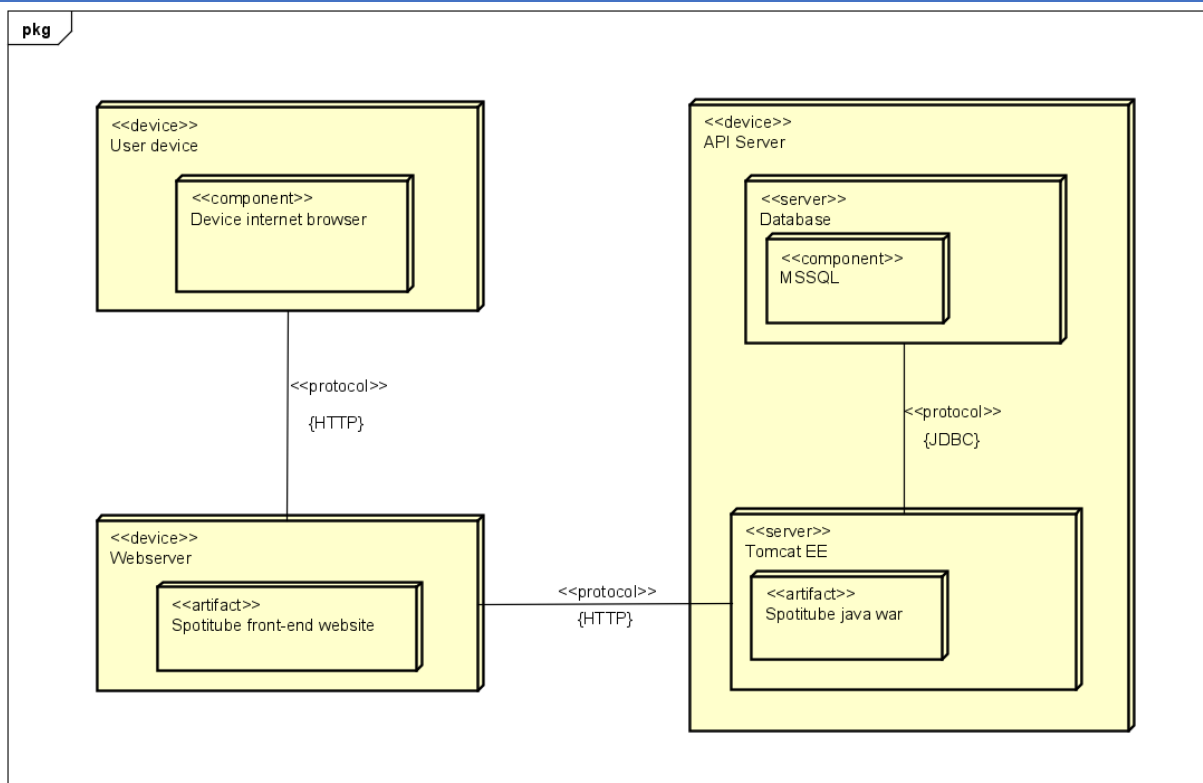 pkg
<<device>>
User device
<<component>>
Device internet browser
<<protocol>>
{HTTP}
<<device>>
Webserver
<<artifact>>
Spotitube front-end website
<<protocol>>
{HTTP}
<<device>>
API Server
<<server>>
Database
<<component>>
MSSQL
<<protocol>>
{JDBC}
<<server>>
Tomcat EE
<<artifact>>
Spotitube java war